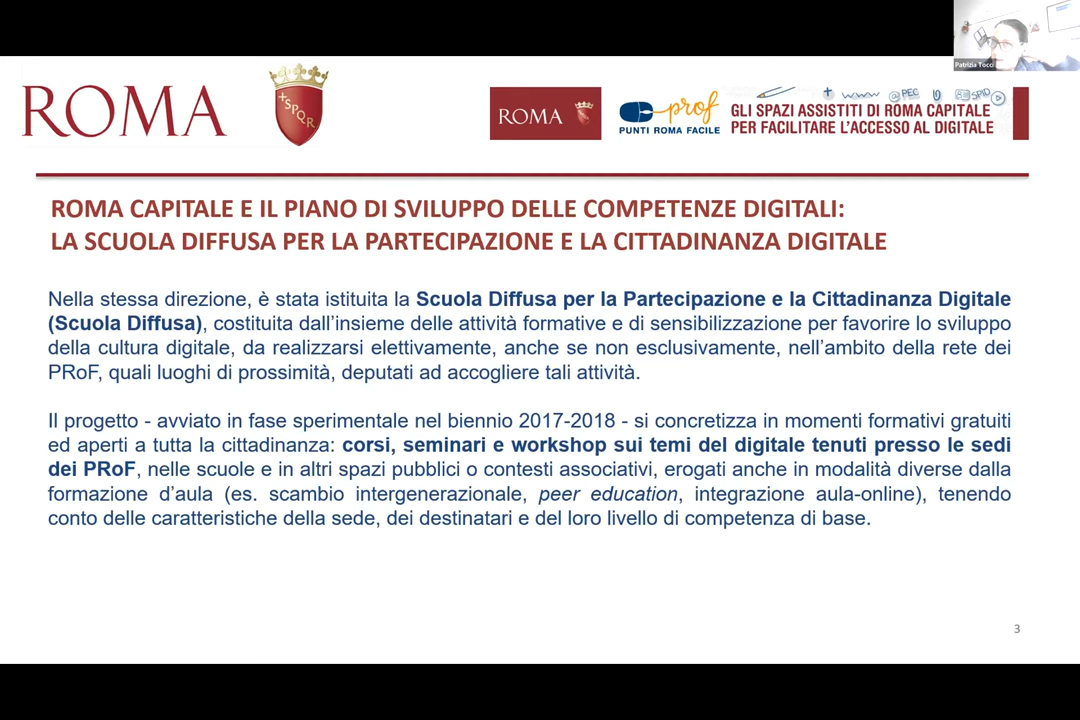 Patrizia Tocci
ROMA
SPQR
ROMA
prof
PUNTI ROMA FACILE
www @PEC SPID
GLI SPAZI ASSISTITI DI ROMA CAPITALE
PER FACILITARE L'ACCESSO AL DIGITALE
ROMA CAPITALE E IL PIANO DI SVILUPPO DELLE COMPETENZE DIGITALI:
LA SCUOLA DIFFUSA PER LA PARTECIPAZIONE E LA CITTADINANZA DIGITALE
Nella stessa direzione, è stata istituita la Scuola Diffusa per la Partecipazione e la Cittadinanza Digitale
(Scuola Diffusa), costituita dall'insieme delle attività formative e di sensibilizzazione per favorire lo sviluppo
della cultura digitale, da realizzarsi elettivamente, anche se non esclusivamente, nell'ambito della rete dei
PRoF, quali luoghi di prossimità, deputati ad accogliere tali attività.
Il progetto - avviato in fase sperimentale nel biennio 2017-2018 - si concretizza in momenti formativi gratuiti
ed aperti a tutta la cittadinanza: corsi, seminari e workshop sui temi del digitale tenuti presso le sedi
dei PRoF, nelle scuole e in altri spazi pubblici o contesti associativi, erogati anche in modalità diverse dalla
formazione d'aula (es. scambio intergenerazionale, peer education, integrazione aula-online), tenendo
conto delle caratteristiche della sede, dei destinatari e del loro livello di competenza di base.
3